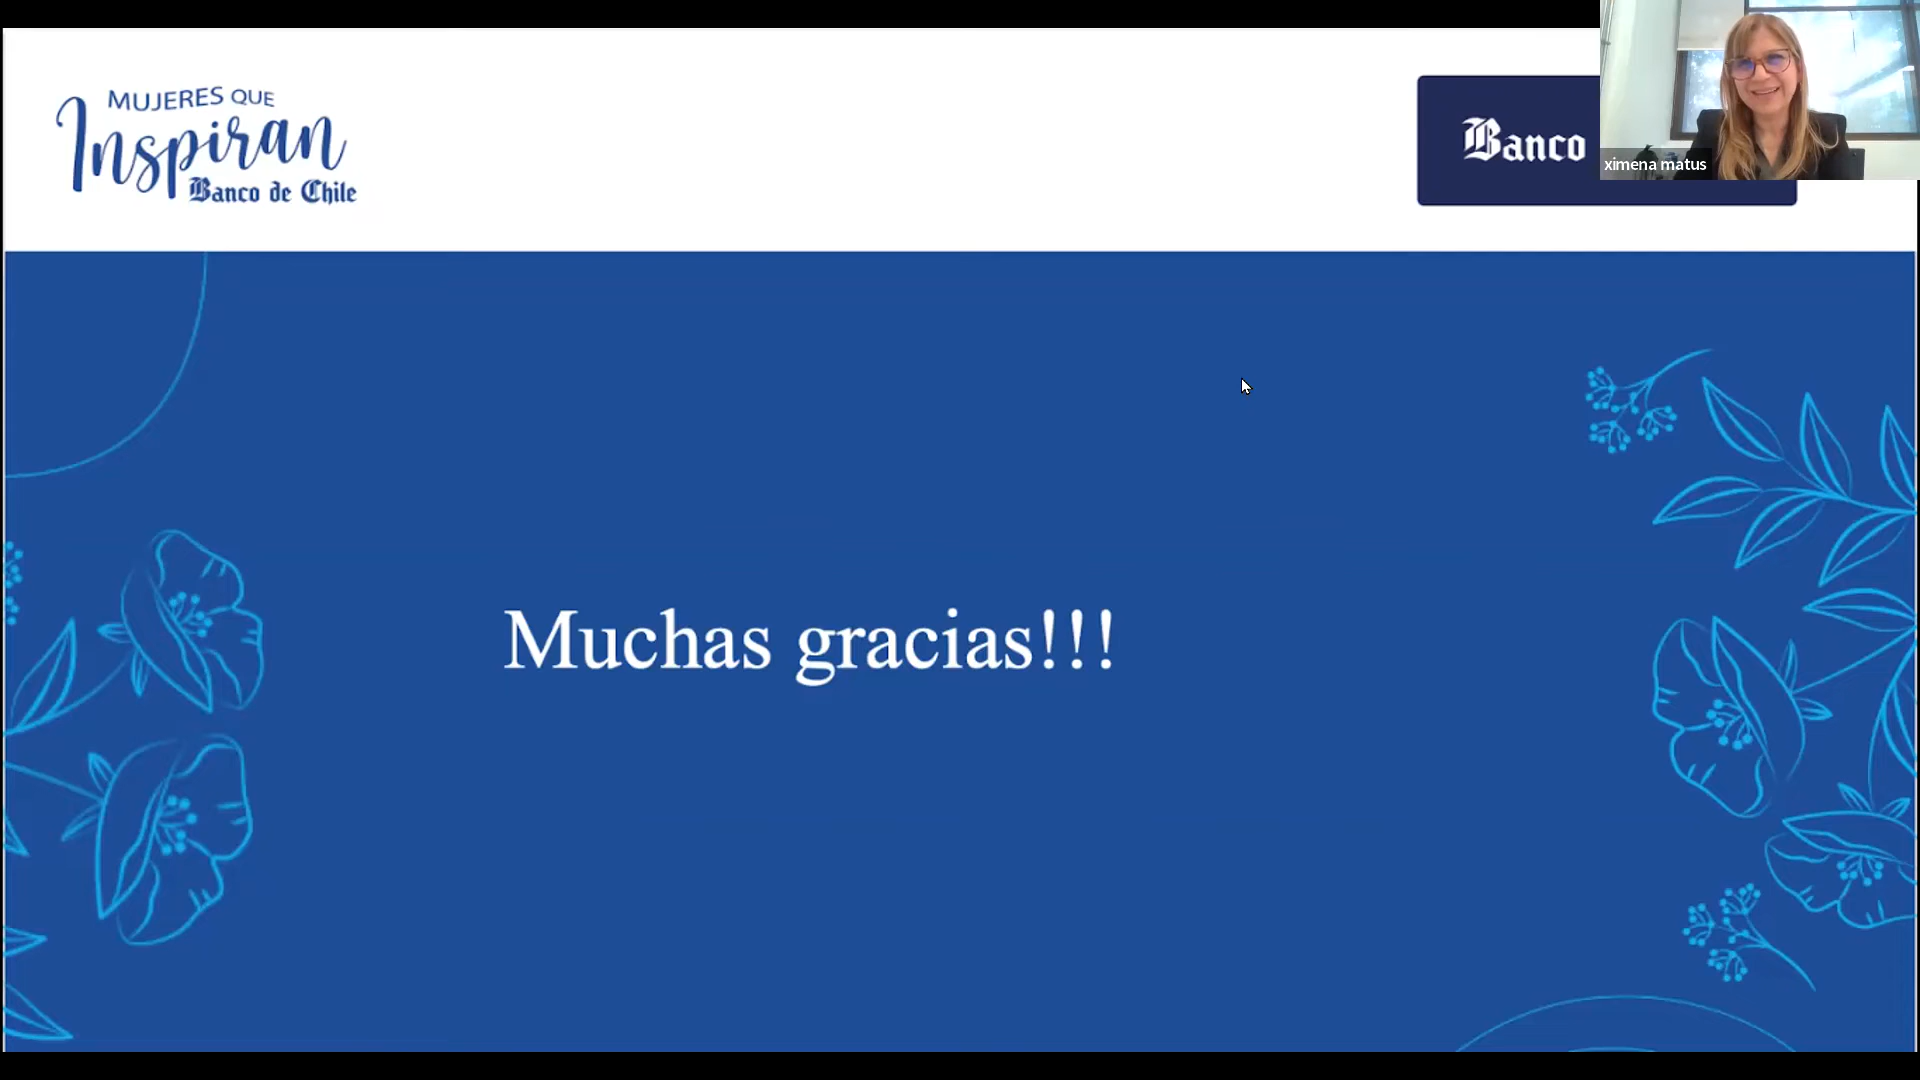 MUJERES QUE
Inspiran
Banco de Chile
Banco
ximena matus
Muchas gracias!!!